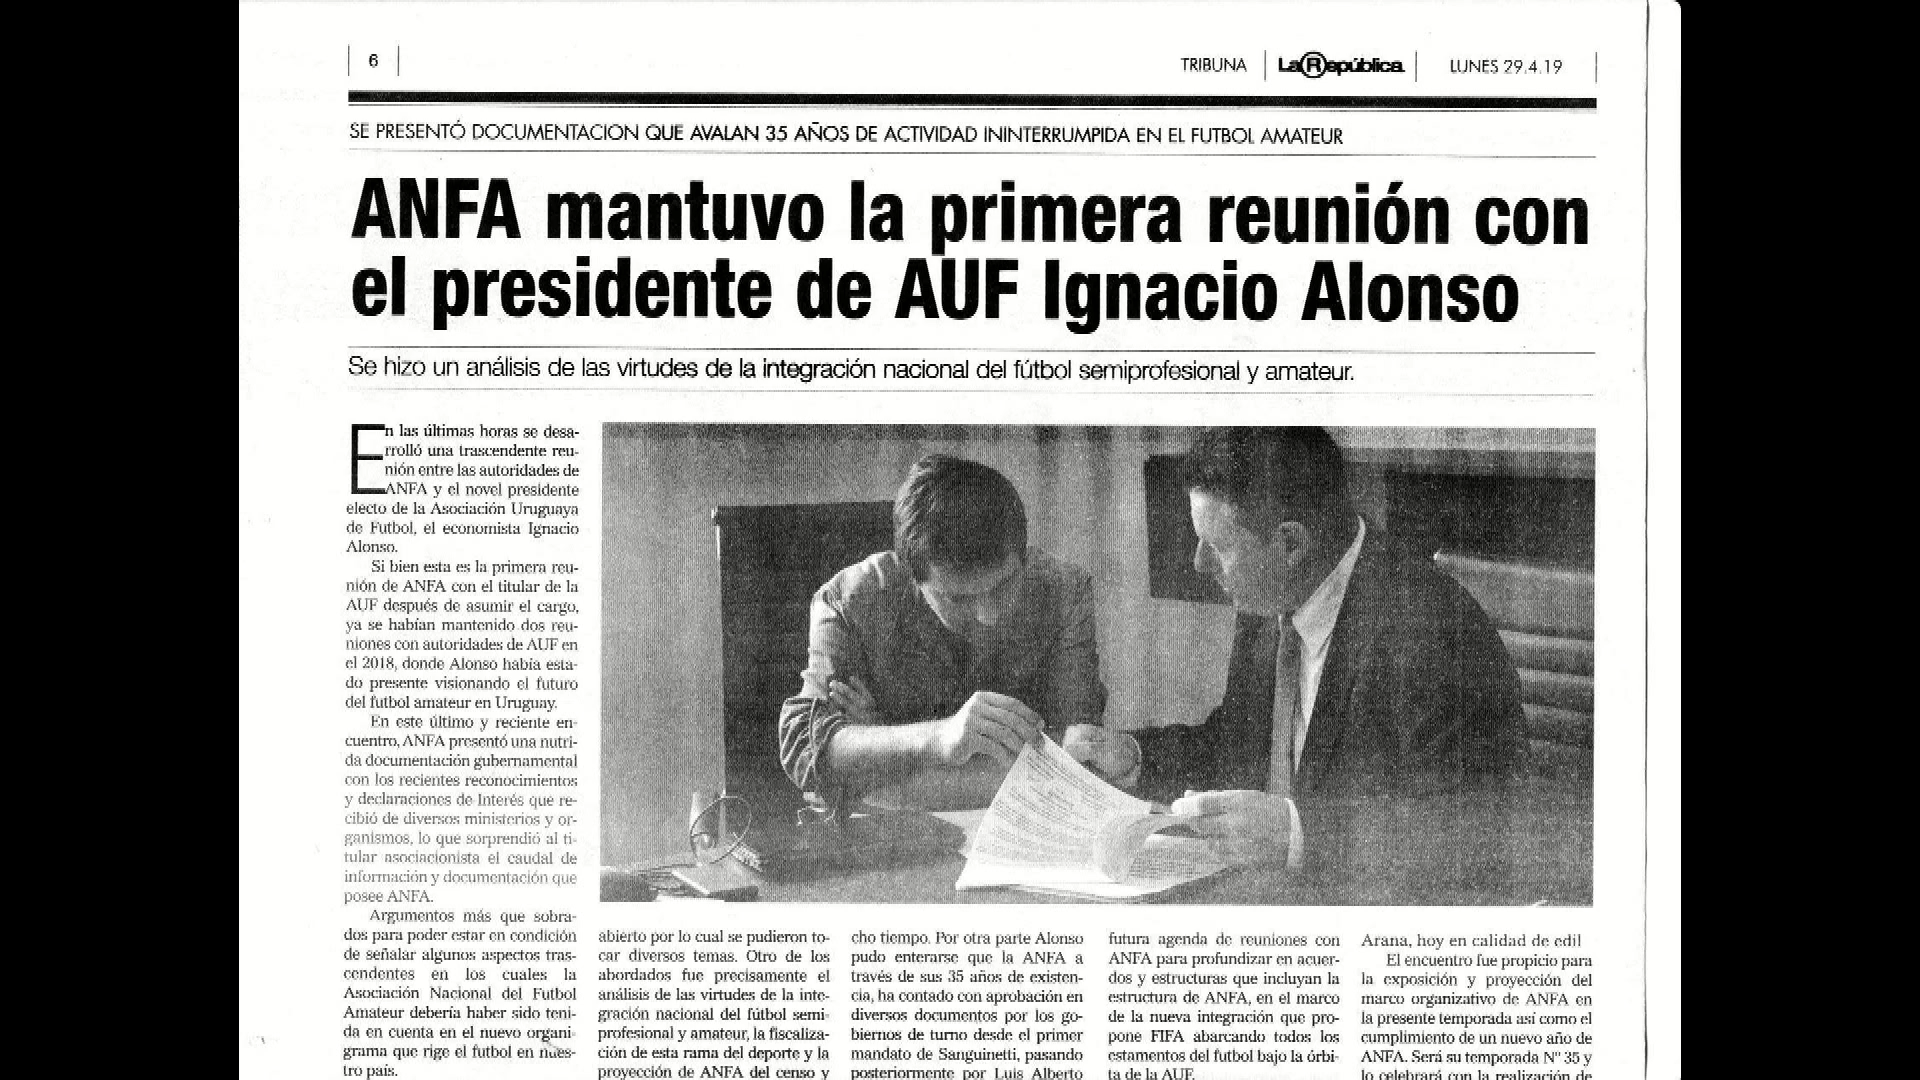 6
TRIBUNA
La República
LUNES 29.4.19
SE PRESENTÓ DOCUMENTACION QUE AVALAN 35 AÑOS DE ACTIVIDAD ININTERRUMPIDA EN EL FUTBOL AMATEUR
ANFA mantuvo la primera reunión con
el presidente de AUF Ignacio Alonso
Se hizo un análisis de las virtudes de la integración nacional del fútbol semiprofesional y amateur.
En las últimas horas se desa-
rrolló una trascendente reu-
nión entre las autoridades de
ANFA y el novel presidente
electo de la Asociación Uruguaya
de Futbol, el economista Ignacio
Alonso.
Si bien esta es la primera reu-
nión de ANFA con el titular de la
AUF después de asumir el cargo,
ya se habían mantenido dos reu-
niones con autoridades de AUF en
el 2018, donde Alonso había esta-
do presente visionando el futuro
del futbol amateur en Uruguay.
En este último y reciente en-
cuentro, ANFA presentó una nutri-
da documentación gubernamental
con los recientes reconocimientos
y declaraciones de Interés que re-
cibió de diversos ministerios y or-
ganismos, lo que sorprendió al ti-
tular asociacionista el caudal de
información y documentación que
posee ANFA.
Argumentos más que sobra-
dos para poder estar en condición
de señalar algunos aspectos tras-
cendentes en los cuales la
Asociación Nacional del Futbol
Amateur debería haber sido teni-
da en cuenta en el nuevo organi-
grama que rige el futbol en nues-
tro país.
abierto por lo cual se pudieron to-
car diversos temas. Otro de los
abordados fue precisamente el
análisis de las virtudes de la inte-
gración nacional del fútbol semi-
profesional y amateur, la fiscaliza-
ción de esta rama del deporte y la
proyección de ANFA del censo y
cho tiempo. Por otra parte Alonso
pudo enterarse que la ANFA a
través de sus 35 años de existen-
cia, ha contado con aprobación en
diversos documentos por los go-
biernos de turno desde el primer
mandato de Sanguinetti, pasando
posteriormente por Luis Alberto
futura agenda de reuniones con
ANFA para profundizar en acuer-
dos y estructuras que incluyan la
estructura de ANFA, en el marco
de la nueva integración que pro-
pone FIFA abarcando todos los
estamentos del futbol bajo la órbi-
ta de la AUF.
Arana, hoy en calidad de edil
El encuentro fue propicio para
la exposición y proyección del
marco organizativo de ANFA en
la presente temporada así como el
cumplimiento de un nuevo año de
ANFA. Será su temporada Nº 35 y
lo celebrará con la realización de